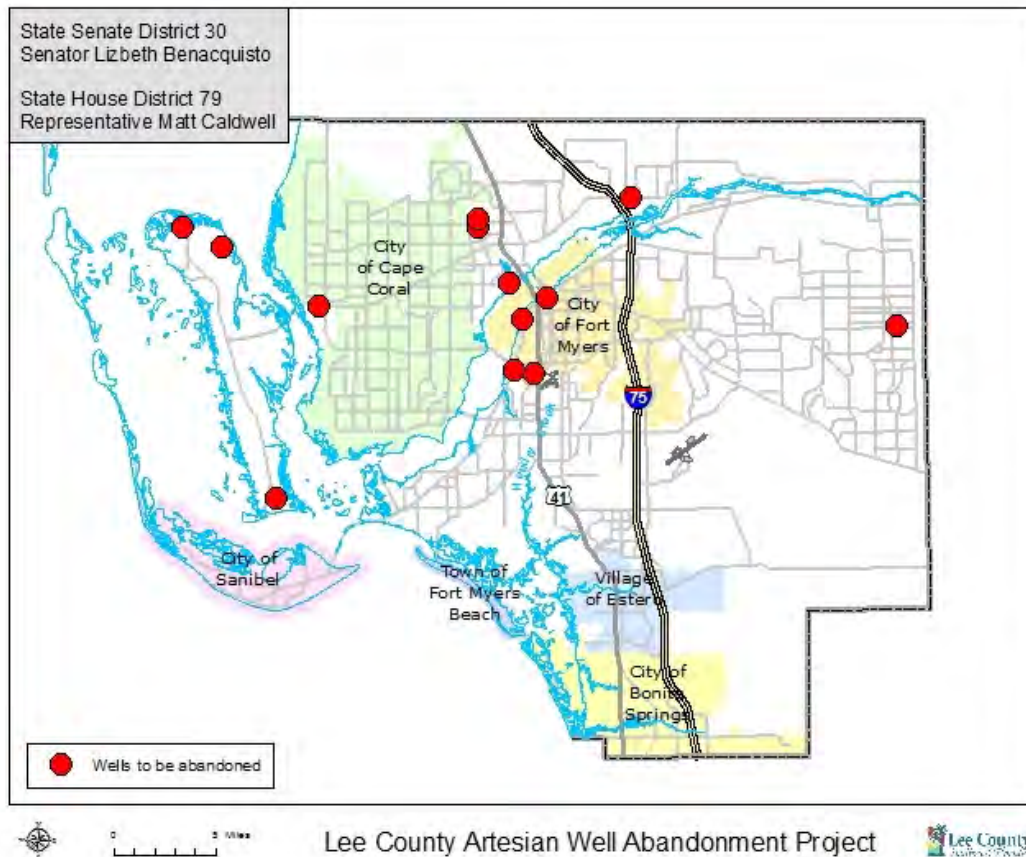 State Senate District 30
Senator Lizbeth Benacquisto
State House District 79
Representative Matt Caldwell
City
of Cape
Coral
City
of Fort
Myers
75
41
City of
Sanibel
Town of
Fort Myers
Beach
Village
of Estero
City of
Bonita
Springs
Wells to be abandoned
0
5 Miles
Lee County Artesian Well Abandonment Project
Lee County